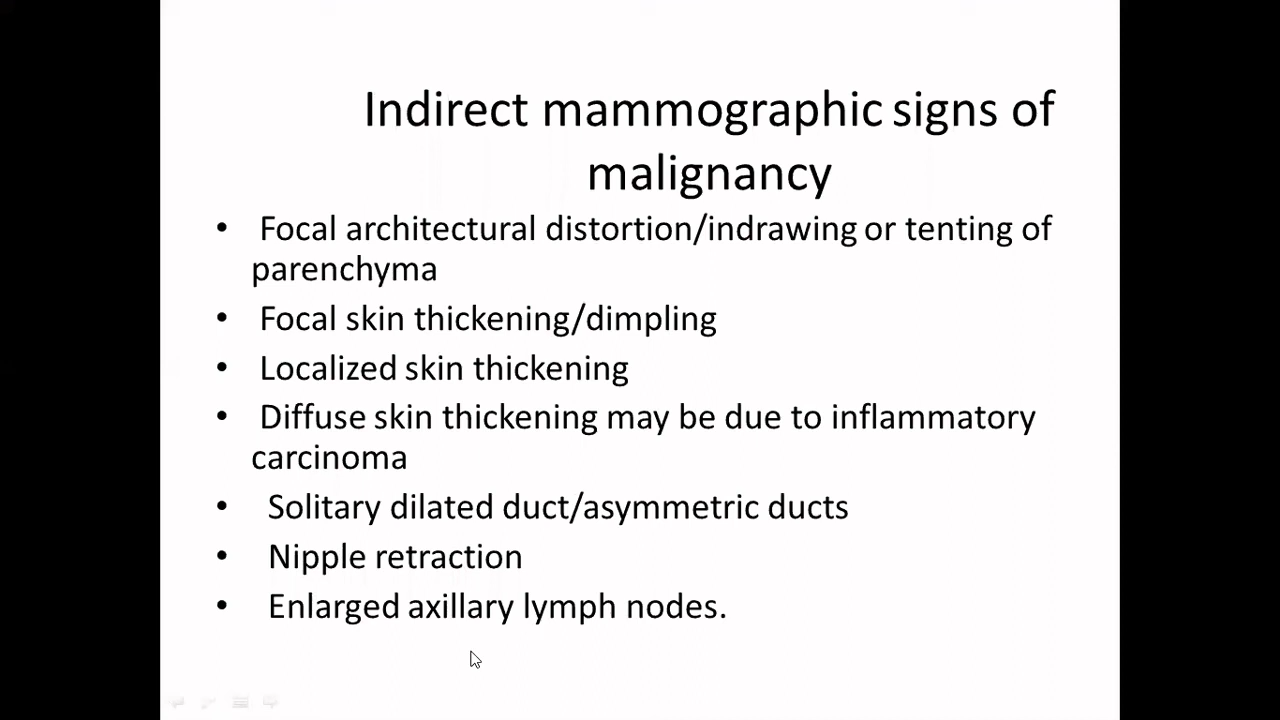 Indirect mammographic signs of
malignancy
• Focal architectural distortion/indrawing or tenting of
parenchyma
• Focal skin thickening/dimpling
• Localized skin thickening
• Diffuse skin thickening may be due to inflammatory
carcinoma
• Solitary dilated duct/asymmetric ducts
• Nipple retraction
• Enlarged axillary lymph nodes.